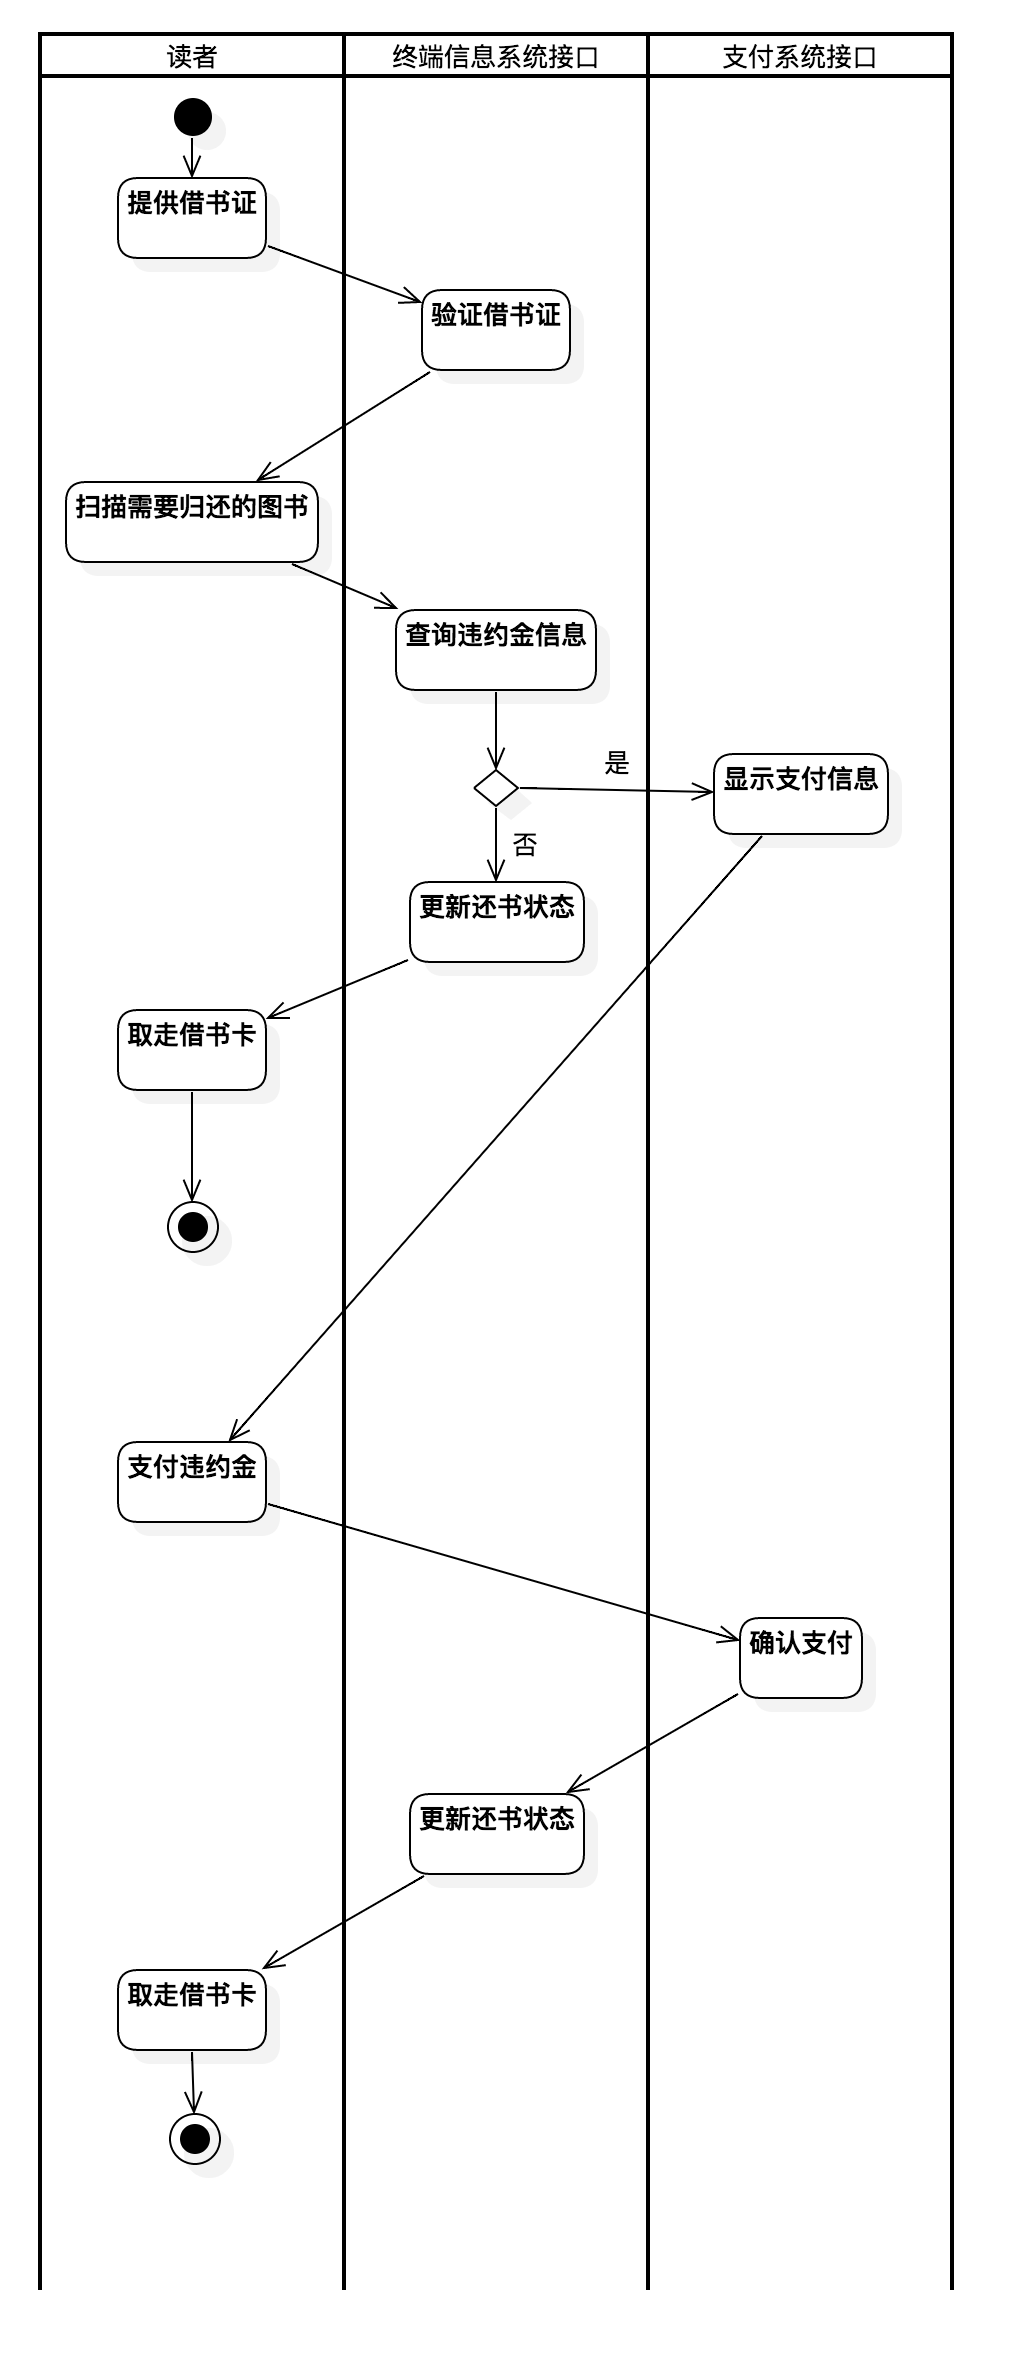 读者
终端信息系统接口
支付系统接口
提供借书证
验证借书证
扫描需要归还的图书
查询违约金信息
是
显示支付信息
否
更新还书状态
取走借书卡
支付违约金
确认支付
更新还书状态
取走借书卡